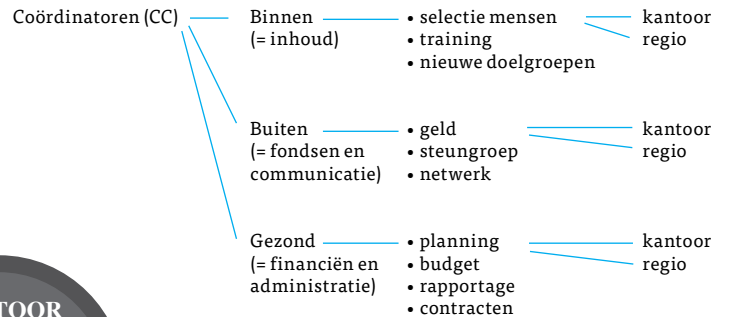 Coördinatoren (CC) Binnen • selectie mensen kantoor
(= inhoud) • training regio
• nieuwe doelgroepen
Buiten • geld kantoor
(= fondsen en • steungroep regio
communicatie) • netwerk
Gezond • planning kantoor
(= financiën en • budget regio
administratie) • rapportage
• contracten
TOOR